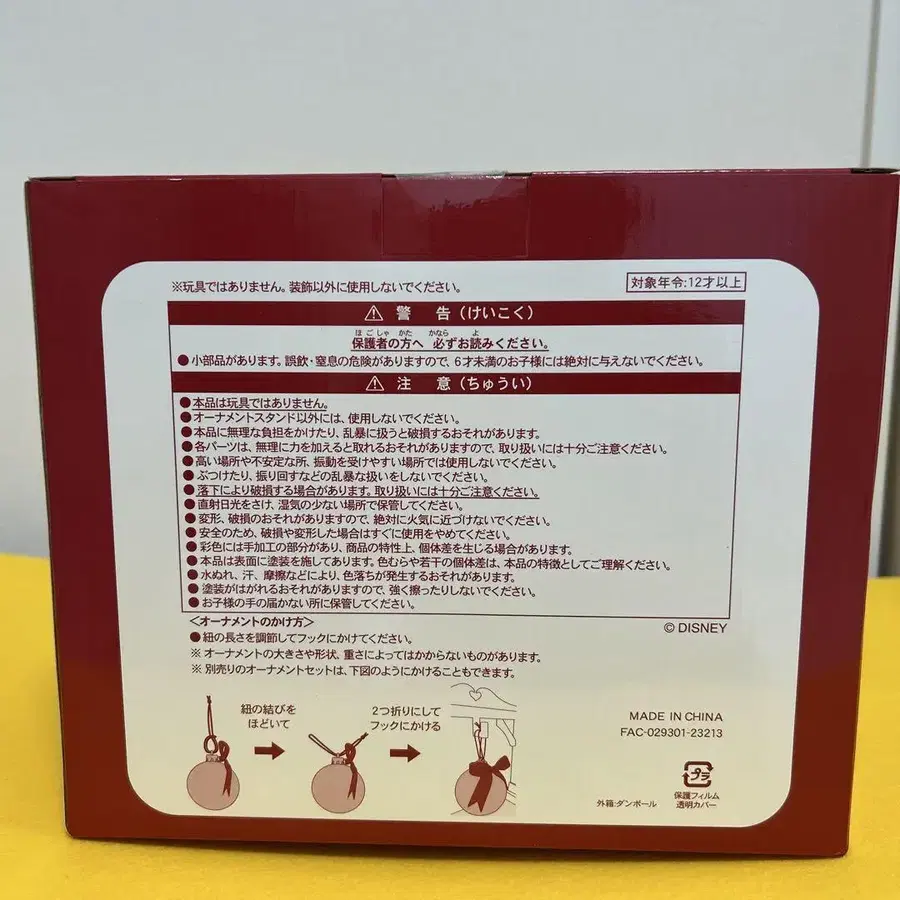 ※玩具ではありません。装飾以外に使用しないでください。
対象年令:12才以上
⚠ 警 告(けいこく)
ほごしゃ かた かなら よ
保護者の方へ 必ずお読みください。
●小部品があります。誤飲・窒息の危険がありますので、6才未満のお子様には絶対に与えないでください。
⚠ 注 意(ちゅうい)
●本品は玩具ではありません。
●オーナメントスタンド以外には、使用しないでください。
●本品に無理な負担をかけたり、乱暴に扱うと破損するおそれがあります。
●各パーツは、無理に力を加えると取れるおそれがありますので、取り扱いには十分ご注意ください。
●高い場所や不安定な所、振動を受けやすい場所では使用しないでください。
●ぶつけたり、振り回すなどの乱暴な扱いをしないでください。
●落下により破損する場合があります。取り扱いには十分ご注意ください。
●直射日光をさけ、湿気の少ない場所で保管してください。
●変形、破損のおそれがありますので、絶対に火気に近づけないでください。
●安全のため、破損や変形した場合はすぐに使用をやめてください。
●彩色には手加工の部分があり、商品の特性上、個体差を生じる場合があります。
●本品は表面に塗装を施してあります。色むらや若干の個体差は、本品の特徴としてご理解ください。
●水ぬれ、汗、摩擦などにより、色落ちが発生するおそれがあります。
●塗装がはがれるおそれがありますので、強く擦ったりしないでください。
●お子様の手の届かない所に保管してください。
<オーナメントのかけ方>
●紐の長さを調節してフックにかけてください。
※オーナメントの大きさや形状、重さによってはかからないものがあります。
※別売りのオーナメントセットは、下図のようにかけることもできます。
© DISNEY
紐の結びを
ほどいて
2つ折りにして
フックにかける
MADE IN CHINA
FAC-029301-23213
プラ
外箱:ダンボール
保護フィルム
透明カバー